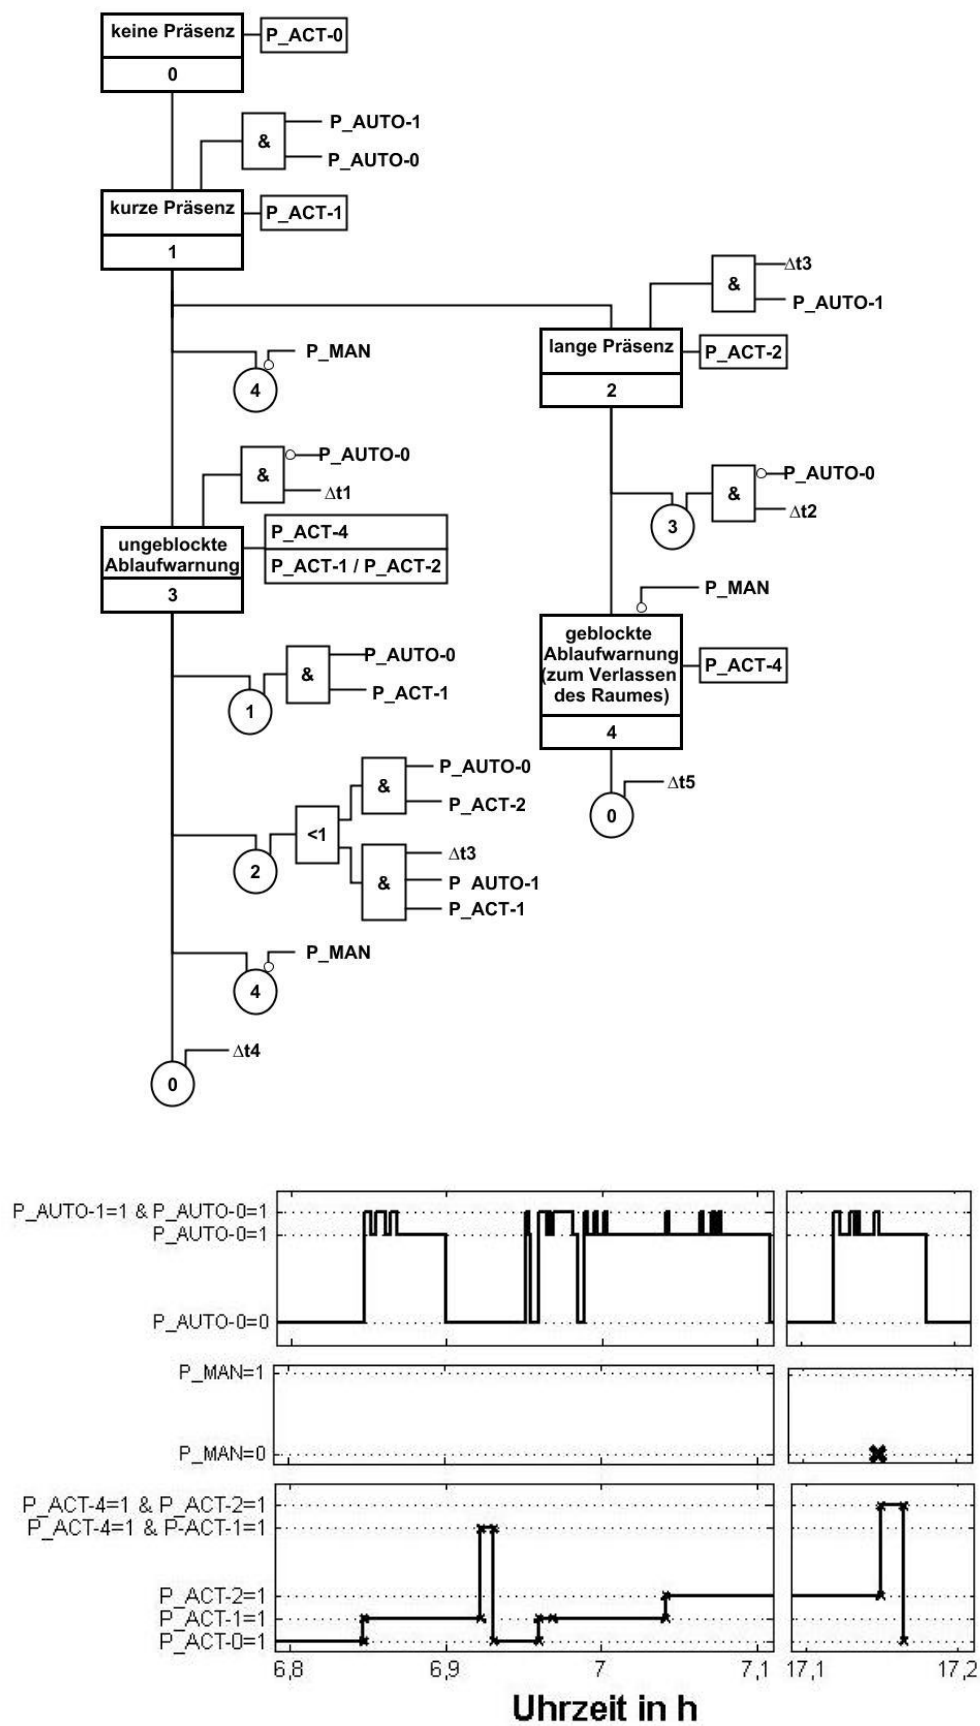 keine Präsenz
P_ACT-0
0
&
P_AUTO-1
P_AUTO-0
kurze Präsenz
P_ACT-1
1
&
Δt3
P_AUTO-1
lange Präsenz
P_ACT-2
2
P_MAN
4
&
P_AUTO-0
Δt1
&
P_AUTO-0
Δt2
3
ungeblockte
Ablaufwarnung
3
P_ACT-4
P_ACT-1 / P_ACT-2
P_MAN
geblockte
Ablaufwarnung
(zum Verlassen
des Raumes)
P_ACT-4
4
&
P_AUTO-0
P_ACT-1
1
Δt5
0
&
P_AUTO-0
P_ACT-2
<1
2
&
Δt3
P AUTO-1
P_ACT-1
P_MAN
4
Δt4
0
P_AUTO-1=1 & P_AUTO-0=1
P_AUTO-0=1
P_AUTO-0=0
P_MAN=1
P_MAN=0
P_ACT-4=1 & P_ACT-2=1
P_ACT-4=1 & P-ACT-1=1
P_ACT-2=1
P_ACT-1=1
P_ACT-0=1
6,8 6,9 7 7,1 17,1 17,2
Uhrzeit in h